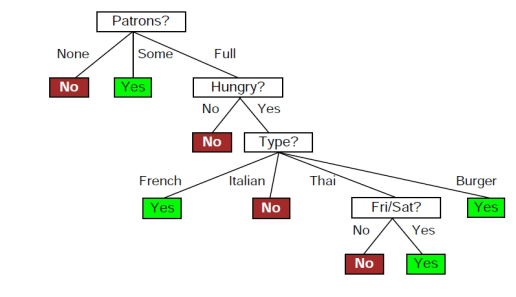 Patrons?
None Some Full
No Yes Hungry?
No Yes
No Type?
French Italian Thai Burger
Yes No Fri/Sat? Yes
No Yes
No Yes